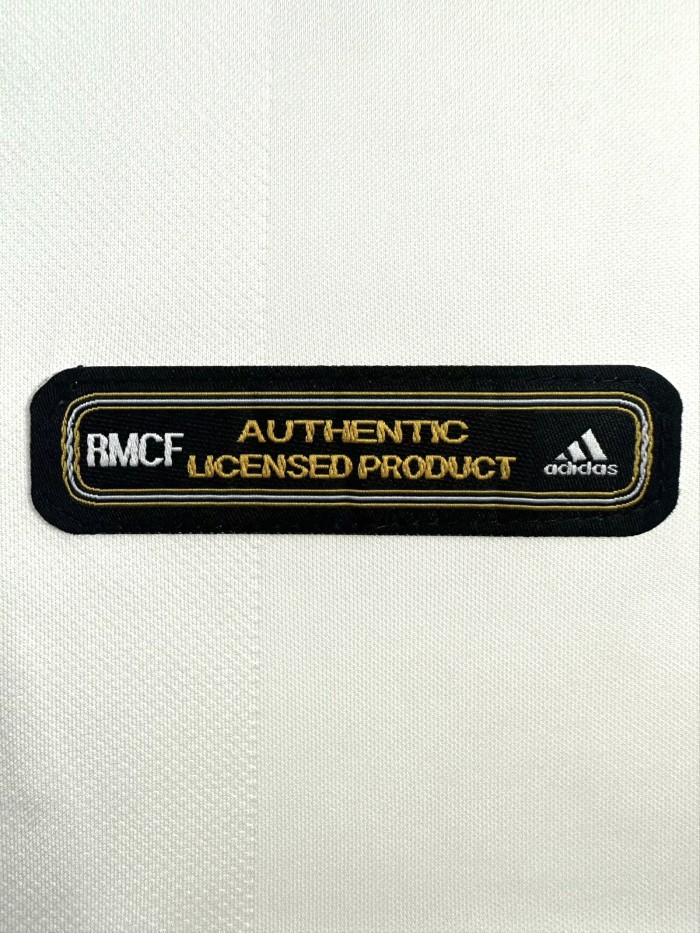 RMCF
AUTHENTIC
LICENSED PRODUCT
adidas